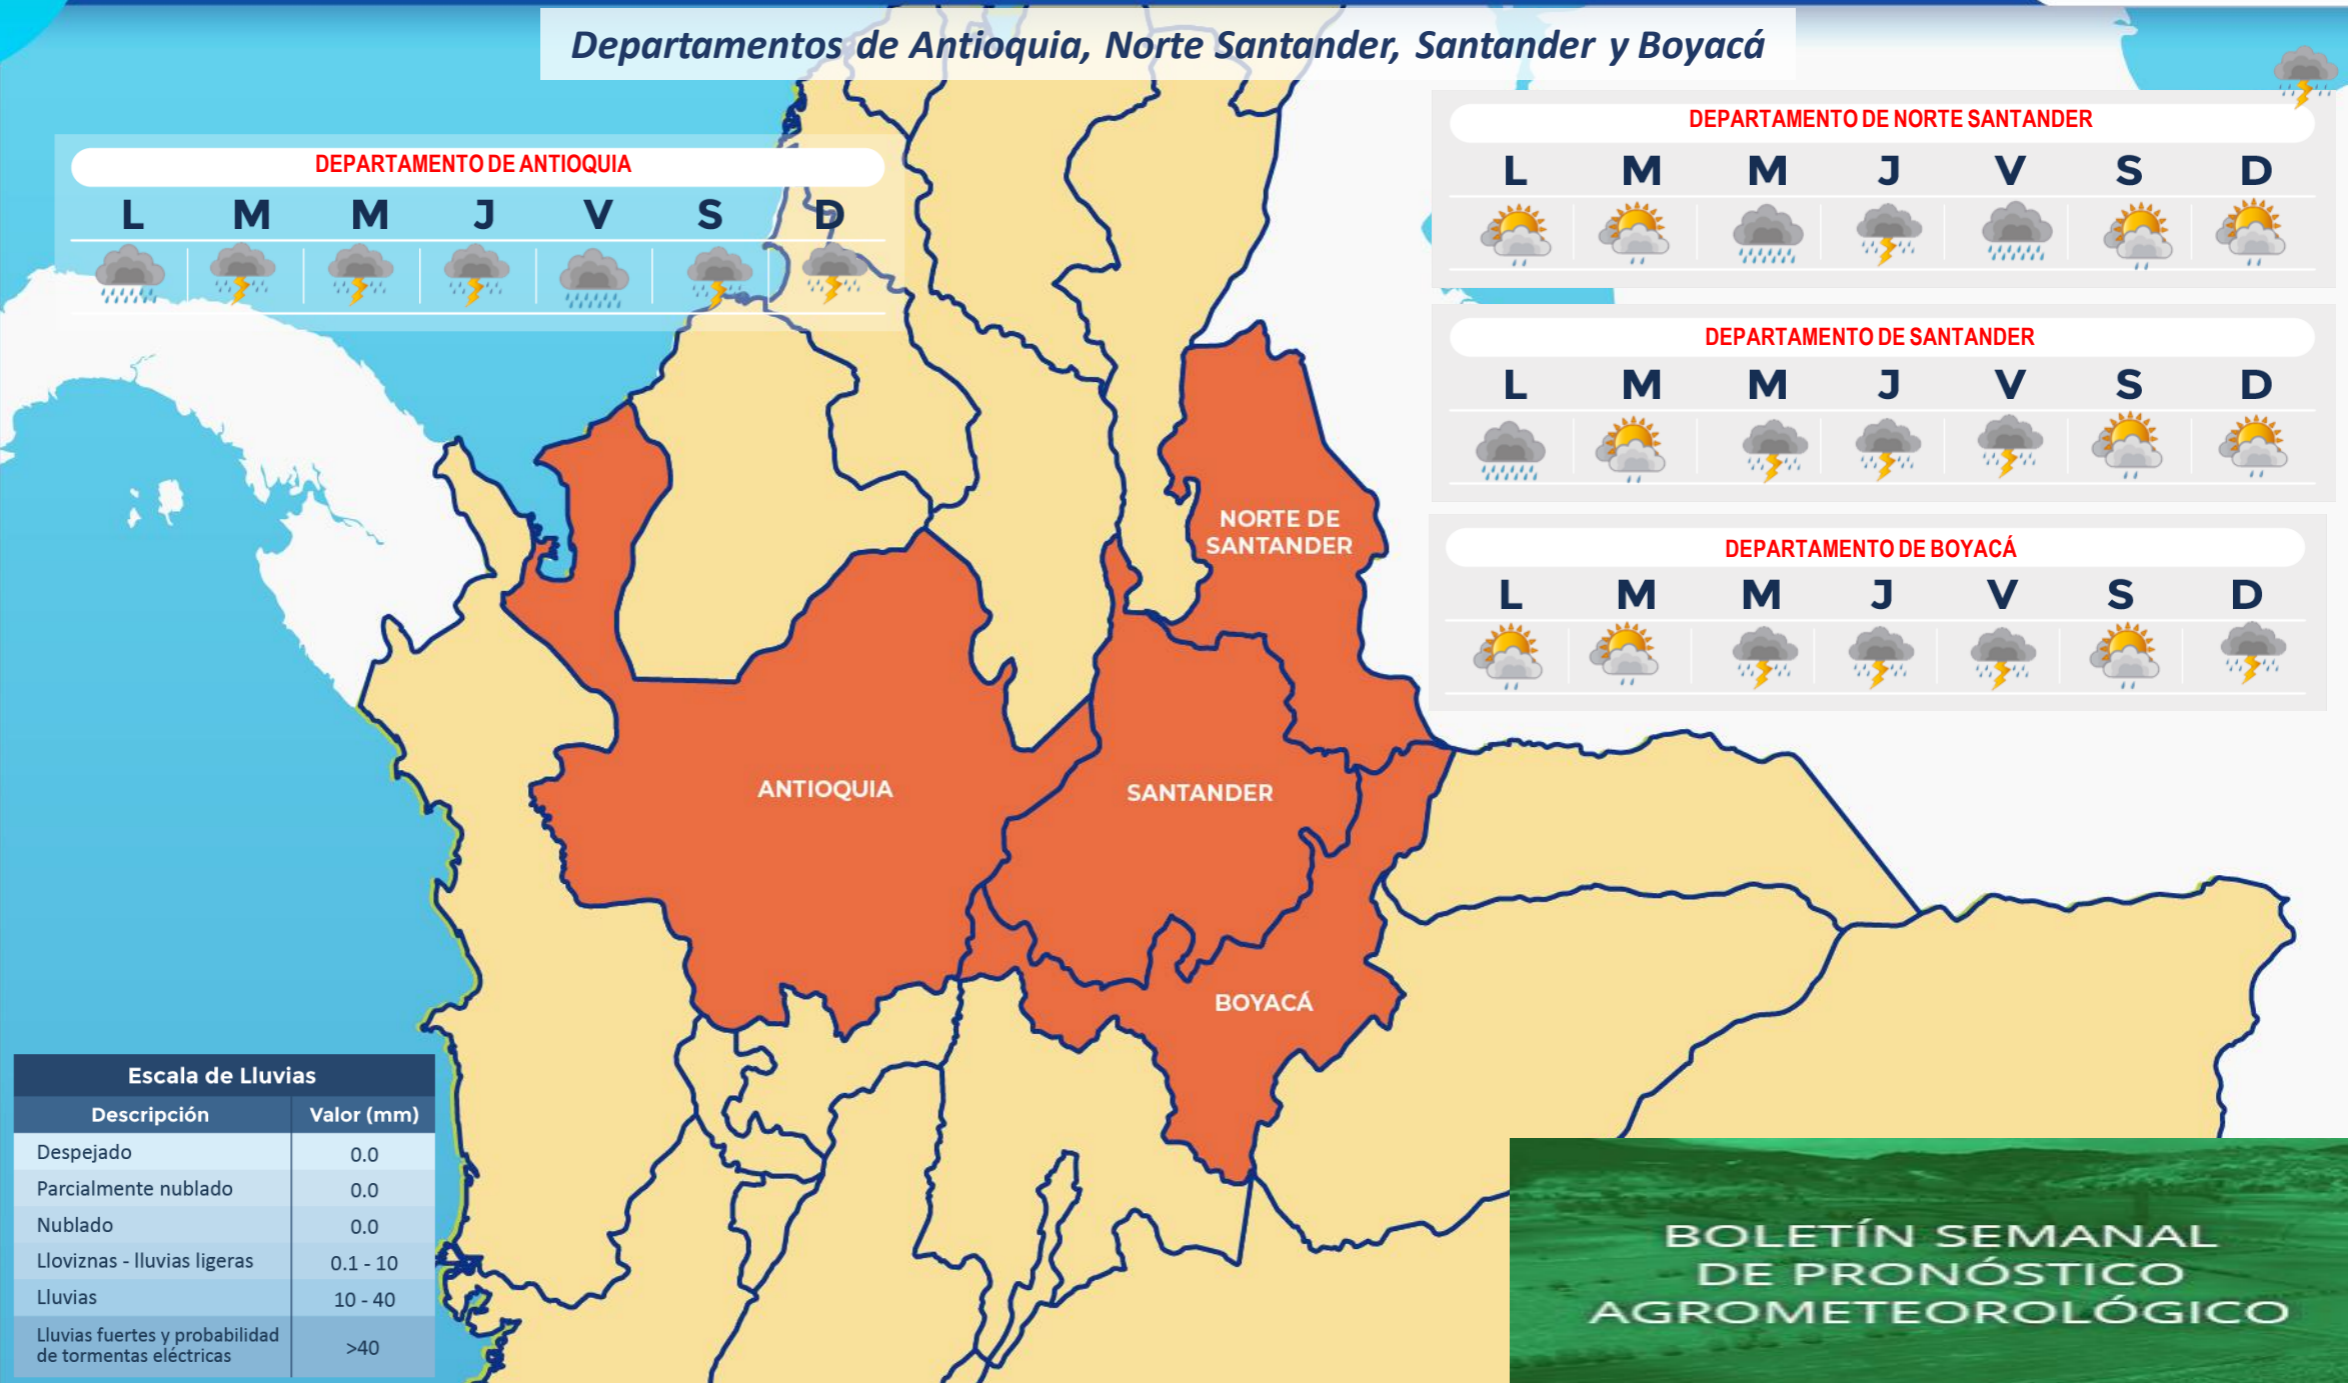 Departamentos de Antioquia, Norte Santander, Santander y Boyacá
DEPARTAMENTO DE ANTIOQUIA
L M M J V S D
DEPARTAMENTO DE NORTE SANTANDER
L M M J V S D
DEPARTAMENTO DE SANTANDER
L M M J V S D
DEPARTAMENTO DE BOYACÁ
L M M J V S D
NORTE DE
SANTANDER
ANTIOQUIA
SANTANDER
BOYACÁ
Escala de Lluvias
Descripción Valor (mm)
Despejado 0.0
Parcialmente nublado 0.0
Nublado 0.0
Lloviznas - lluvias ligeras 0.1 - 10
Lluvias 10 - 40
Lluvias fuertes y probabilidad
de tormentas eléctricas >40
BOLETÍN SEMANAL
DE PRONÓSTICO
AGROMETEOROLÓGICO